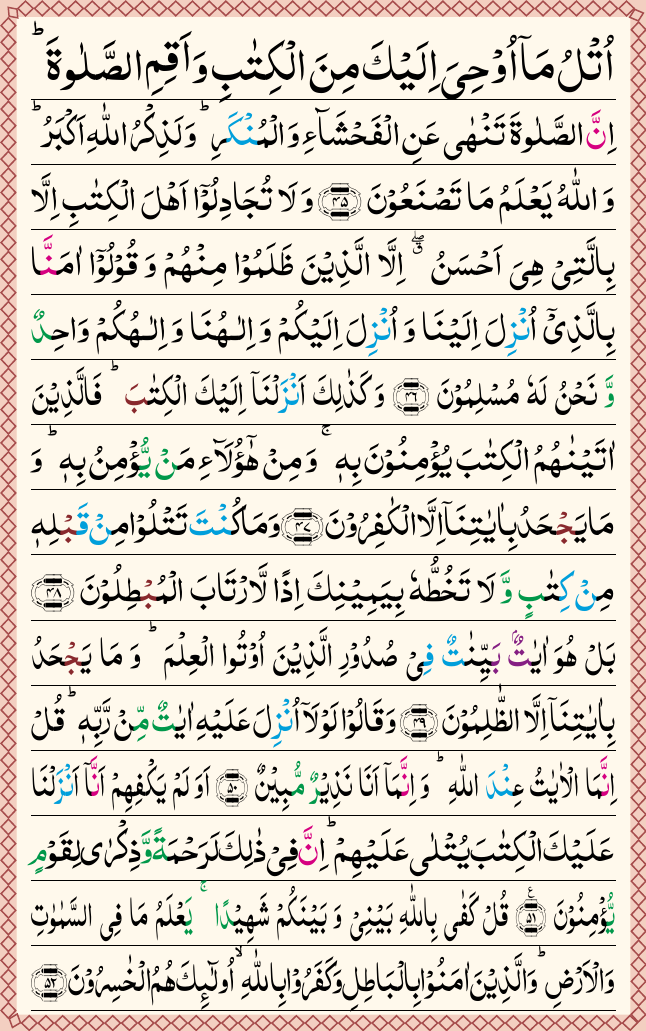 اُتۡلُ مَاۤ اُوۡحِیَ اِلَیۡكَ مِنَ الۡكِتٰبِ وَ اَقِمِ الصَّلٰوةَ ؕ
اِنَّ الصَّلٰوةَ تَنۡهٰی عَنِ الۡفَحۡشَآءِ وَ الۡمُنۡكَرِ ؕ وَ لَذِكۡرُ اللّٰهِ اَكۡبَرُ ؕ
وَ اللّٰهُ یَعۡلَمُ مَا تَصۡنَعُوۡنَ ﴿۴۵﴾ وَ لَا تُجَادِلُوۡۤا اَهۡلَ الۡكِتٰبِ اِلَّا
بِالَّتِیۡ هِیَ اَحۡسَنُ ٭ۖ اِلَّا الَّذِیۡنَ ظَلَمُوۡا مِنۡهُمۡ وَ قُوۡلُوۡۤا اٰمَنَّا
بِالَّذِیۡۤ اُنۡزِلَ اِلَیۡنَا وَ اُنۡزِلَ اِلَیۡكُمۡ وَ اِلٰـهُنَا وَ اِلٰـهُكُمۡ وَاحِدٌ
وَّ نَحۡنُ لَهٗ مُسۡلِمُوۡنَ ﴿۴۶﴾ وَ كَذٰلِكَ اَنۡزَلۡنَاۤ اِلَیۡكَ الۡكِتٰبَ ؕ فَالَّذِیۡنَ
اٰتَیۡنٰهُمُ الۡكِتٰبَ یُؤۡمِنُوۡنَ بِهٖ ۚ وَ مِنۡ هٰۤؤُلَآءِ مَنۡ یُّؤۡمِنُ بِهٖ ؕ وَ
مَا یَجۡحَدُ بِاٰیٰتِنَاۤ اِلَّا الۡكٰفِرُوۡنَ ﴿۴۷﴾ وَ مَا كُنۡتَ تَتۡلُوۡا مِنۡ قَبۡلِهٖ
مِنۡ كِتٰبٍ وَّ لَا تَخُطُّهٗ بِیَمِیۡنِكَ اِذًا لَّارۡتَابَ الۡمُبۡطِلُوۡنَ ﴿۴۸﴾
بَلۡ هُوَ اٰیٰتٌۢ بَیِّنٰتٌ فِیۡ صُدُوۡرِ الَّذِیۡنَ اُوۡتُوا الۡعِلۡمَ ؕ وَ مَا یَجۡحَدُ
بِاٰیٰتِنَاۤ اِلَّا الظّٰلِمُوۡنَ ﴿۴۹﴾ وَ قَالُوۡا لَوۡ لَاۤ اُنۡزِلَ عَلَیۡهِ اٰیٰتٌ مِّنۡ رَّبِّهٖ ؕ قُلۡ
اِنَّمَا الۡاٰیٰتُ عِنۡدَ اللّٰهِ ؕ وَ اِنَّمَاۤ اَنَا نَذِیۡرٌ مُّبِیۡنٌ ﴿۵۰﴾ اَوَ لَمۡ یَكۡفِهِمۡ اَنَّاۤ اَنۡزَلۡنَا
عَلَیۡكَ الۡكِتٰبَ یُتۡلٰی عَلَیۡهِمۡ ؕ اِنَّ فِیۡ ذٰلِكَ لَرَحۡمَةً وَّ ذِكۡرٰی لِقَوۡمٍ
یُّؤۡمِنُوۡنَ ﴿۵۱﴾ قُلۡ كَفٰی بِاللّٰهِ بَیۡنِیۡ وَ بَیۡنَكُمۡ شَهِیۡدًا ۚ یَعۡلَمُ مَا فِی السَّمٰوٰتِ
وَ الۡاَرۡضِ ؕ وَ الَّذِیۡنَ اٰمَنُوۡا بِالۡبَاطِلِ وَ كَفَرُوۡا بِاللّٰهِ ۙ اُولٰٓئِكَ هُمُ الۡخٰسِرُوۡنَ ﴿۵۲﴾